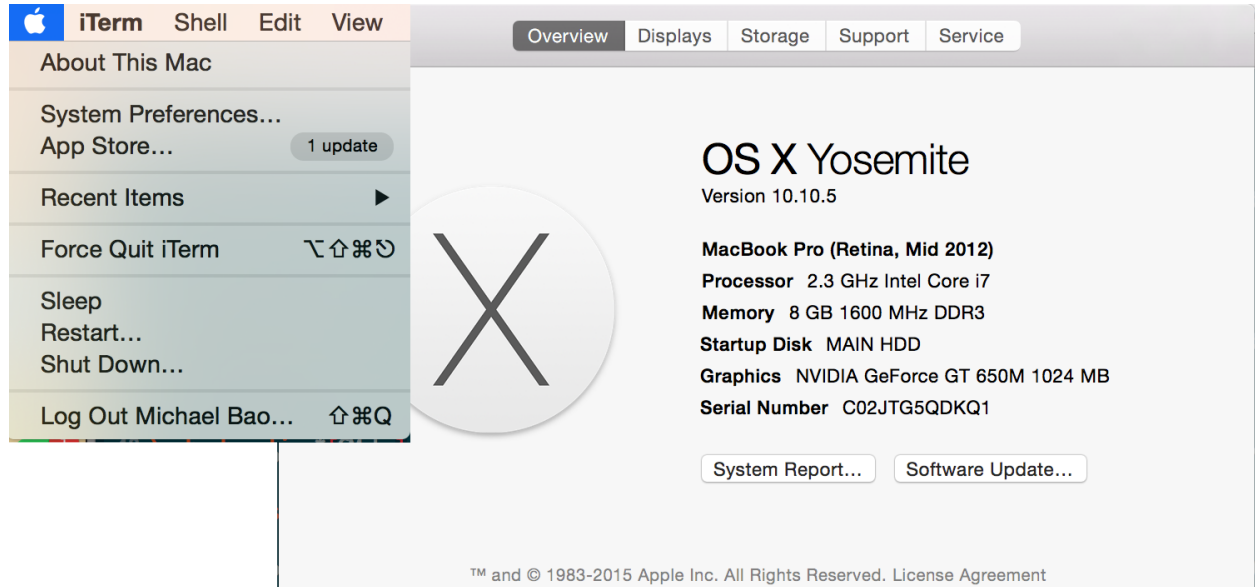 iTerm Shell Edit View
About This Mac
System Preferences...
App Store... 1 update
Recent Items ▶
Force Quit iTerm ⌥⇧⌘⎋
Sleep
Restart...
Shut Down...
Log Out Michael Bao... ⇧⌘Q
Overview Displays Storage Support Service
OS X Yosemite
Version 10.10.5
MacBook Pro (Retina, Mid 2012)
Processor 2.3 GHz Intel Core i7
Memory 8 GB 1600 MHz DDR3
Startup Disk MAIN HDD
Graphics NVIDIA GeForce GT 650M 1024 MB
Serial Number C02JTG5QDKQ1
System Report... Software Update...
™ and © 1983-2015 Apple Inc. All Rights Reserved. License Agreement